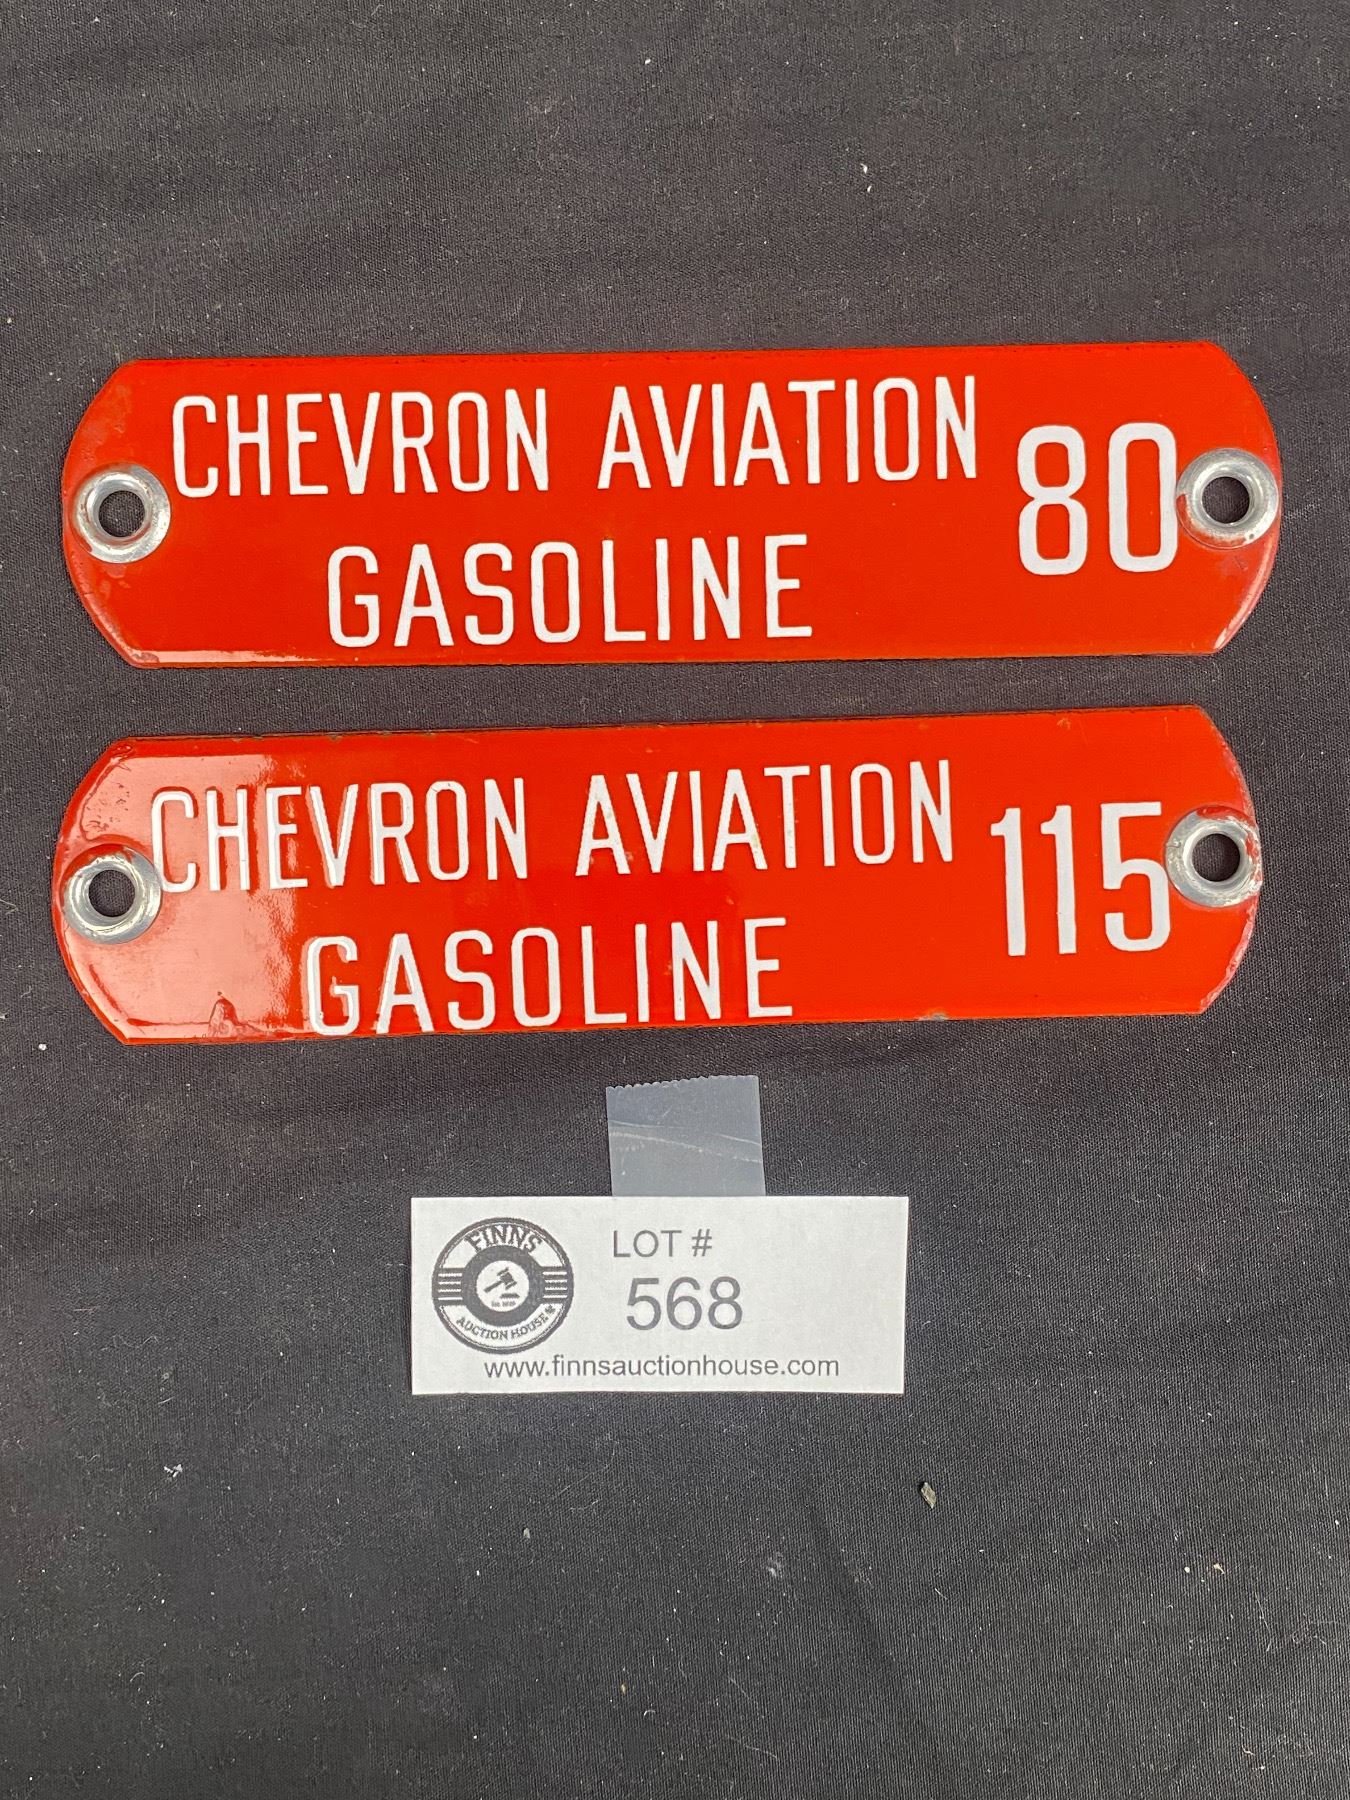 CHEVRON AVIATION 80
GASOLINE
CHEVRON AVIATION 115
GASOLINE
FINNS
AUCTION HOUSE
LOT #
568
www.finnsauctionhouse.com